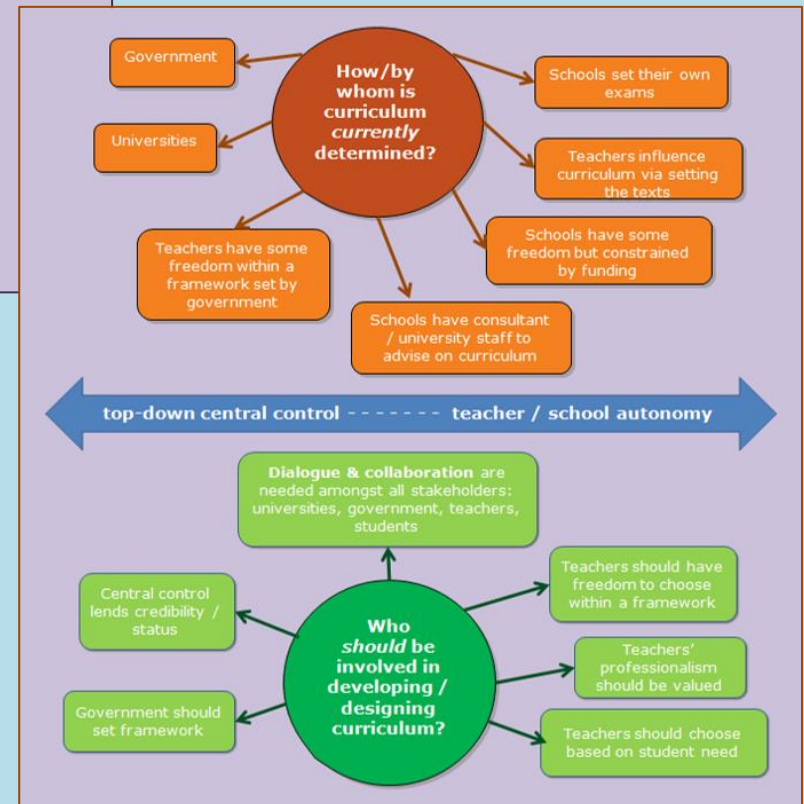 How/by
whom is
curriculum
currently
determined?
Government
Universities
Teachers have some
freedom within a
framework set by
government
Schools have consultant
/ university staff to
advise on curriculum
Schools have some
freedom but constrained
by funding
Teachers influence
curriculum via setting
the texts
Schools set their own
exams
top-down central control - - - - - - - teacher / school autonomy
Dialogue & collaboration are
needed amongst all stakeholders:
universities, government, teachers,
students
Central control
lends credibility /
status
Government should
set framework
Who
should be
involved in
developing /
designing
curriculum?
Teachers should have
freedom to choose
within a framework
Teachers'
professionalism
should be valued
Teachers should choose
based on student need